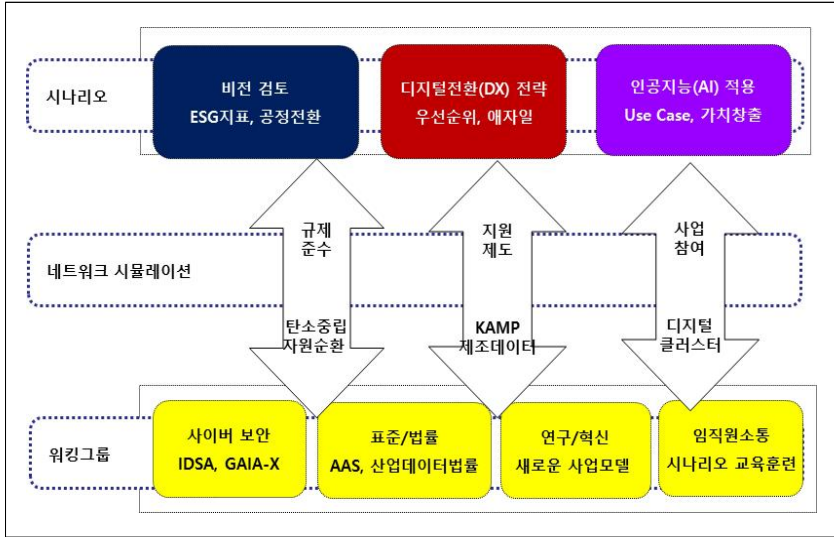 시나리오
비전 검토
ESG지표, 공정전환
디지털전환(DX) 전략
우선순위, 애자일
인공지능(AI) 적용
Use Case, 가치창출
네트워크 시뮬레이션
규제
준수
탄소중립
자원순환
지원
제도
KAMP
제조데이터
사업
참여
디지털
클러스터
워킹그룹
사이버 보안
IDSA, GAIA-X
표준/법률
AAS, 산업데이터법률
연구/혁신
새로운 사업모델
임직원소통
시나리오 교육훈련